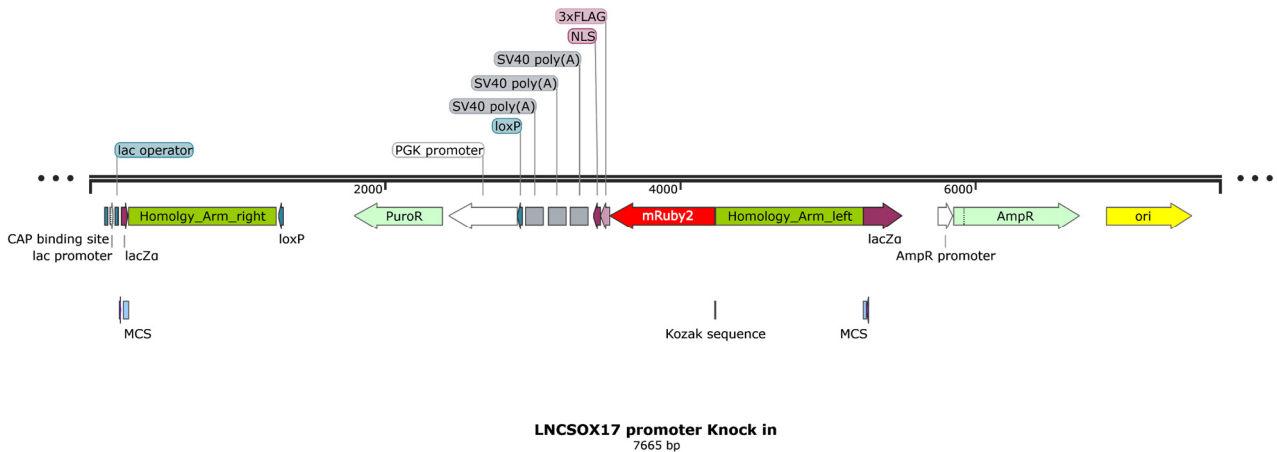 3xFLAG
NLS
SV40 poly(A)
SV40 poly(A)
SV40 poly(A)
loxP
lac operator
PGK promoter
2000 4000 6000
Homolgy_Arm_right PuroR mRuby2 Homology_Arm_left AmpR ori
CAP binding site loxP lacZα
lac promoter lacZα AmpR promoter
MCS Kozak sequence MCS
LNCSOX17 promoter Knock in
7665 bp